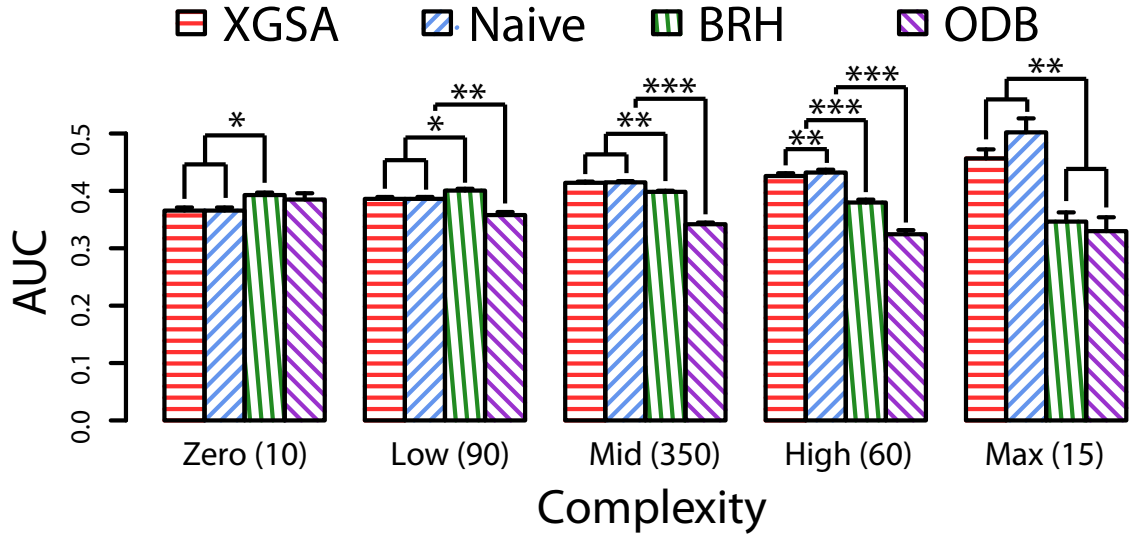 XGSA Naive BRH ODB
* * ** ** *** ** *** *** **
AUC
0.0 0.1 0.2 0.3 0.4 0.5
Zero (10) Low (90) Mid (350) High (60) Max (15)
Complexity